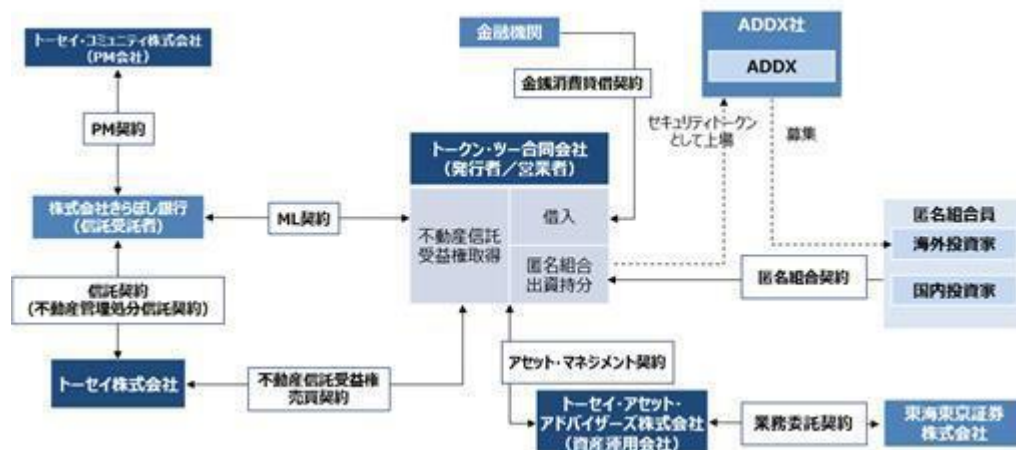 トーセイ・コミュニティ株式会社
(PM会社)
金融機関
ADDX社
ADDX
金銭消費貸借契約
セキュリティトークン
として上場
募集
PM契約
トークン・ツー合同会社
(発行者/営業者)
株式会社きらぼし銀行
(信託受託者)
ML契約
不動産信託
受益権取得
借入
匿名組合
出資持分
匿名組合員
海外投資家
匿名組合契約
国内投資家
信託契約
(不動産管理処分信託契約)
トーセイ株式会社
不動産信託受益権
売買契約
アセット・マネジメント契約
トーセイ・アセット・
アドバイザーズ株式会社
(資産運用会社)
業務委託契約
東海東京証券
株式会社